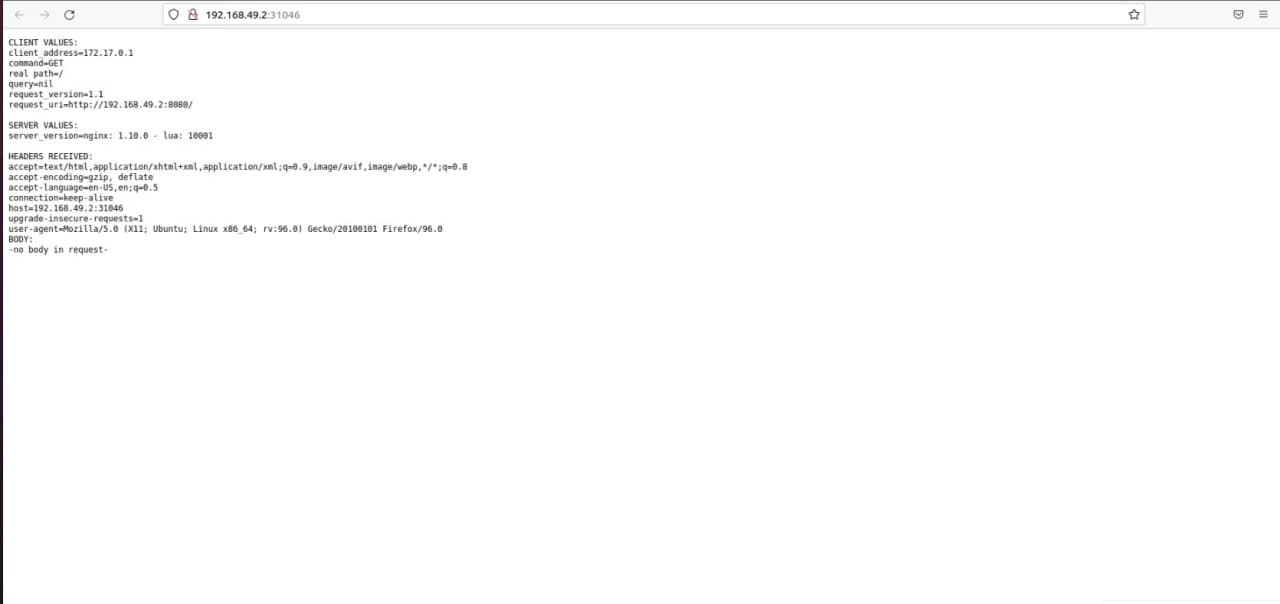 192.168.49.2:31046
CLIENT VALUES:
client_address=172.17.0.1
command=GET
real path=/
query=nil
request_version=1.1
request_uri=http://192.168.49.2:8080/
SERVER VALUES:
server_version=nginx: 1.10.0 - lua: 10001
HEADERS RECEIVED:
accept=text/html,application/xhtml+xml,application/xml;q=0.9,image/avif,image/webp,*/*;q=0.8
accept-encoding=gzip, deflate
accept-language=en-US,en;q=0.5
connection=keep-alive
host=192.168.49.2:31046
upgrade-insecure-requests=1
user-agent=Mozilla/5.0 (X11; Ubuntu; Linux x86_64; rv:96.0) Gecko/20100101 Firefox/96.0
BODY:
-no body in request-